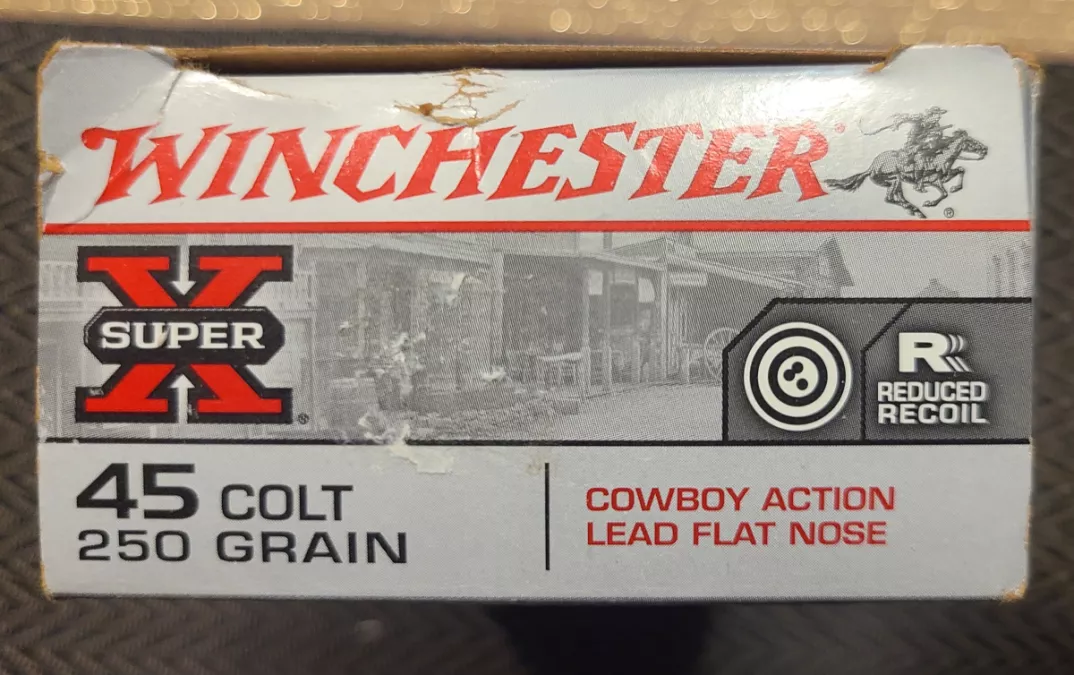 WINCHESTER
®
X
SUPER
®
R
REDUCED
RECOIL
45 COLT
250 GRAIN
COWBOY ACTION
LEAD FLAT NOSE